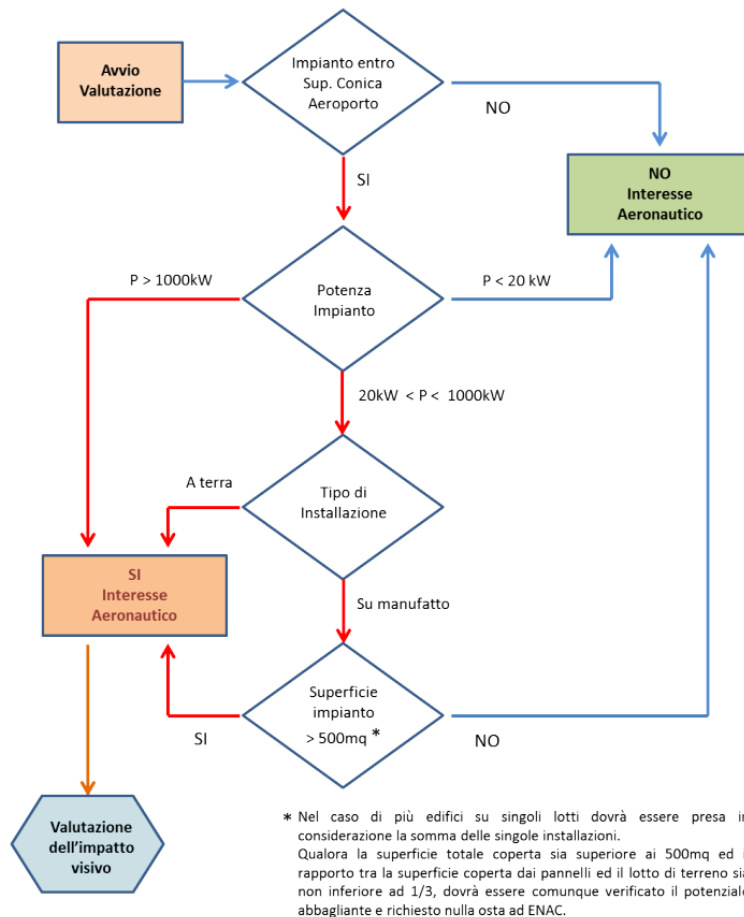 Avvio
Valutazione
Impianto entro
Sup. Conica
Aeroporto
NO
SI
NO
Interesse
Aeronautico
P > 1000kW
Potenza
Impianto
P < 20 kW
20kW < P < 1000kW
A terra
Tipo di
Installazione
SI
Interesse
Aeronautico
Su manufatto
Superficie
impianto
> 500mq *
SI
NO
Valutazione
dell'impatto
visivo
* Nel caso di più edifici su singoli lotti dovrà essere presa in
considerazione la somma delle singole installazioni.
Qualora la superficie totale coperta sia superiore ai 500mq ed i
rapporto tra la superficie coperta dai pannelli ed il lotto di terreno sia
non inferiore ad 1/3, dovrà essere comunque verificato il potenziale
abbagliante e richiesto nulla osta ad ENAC.